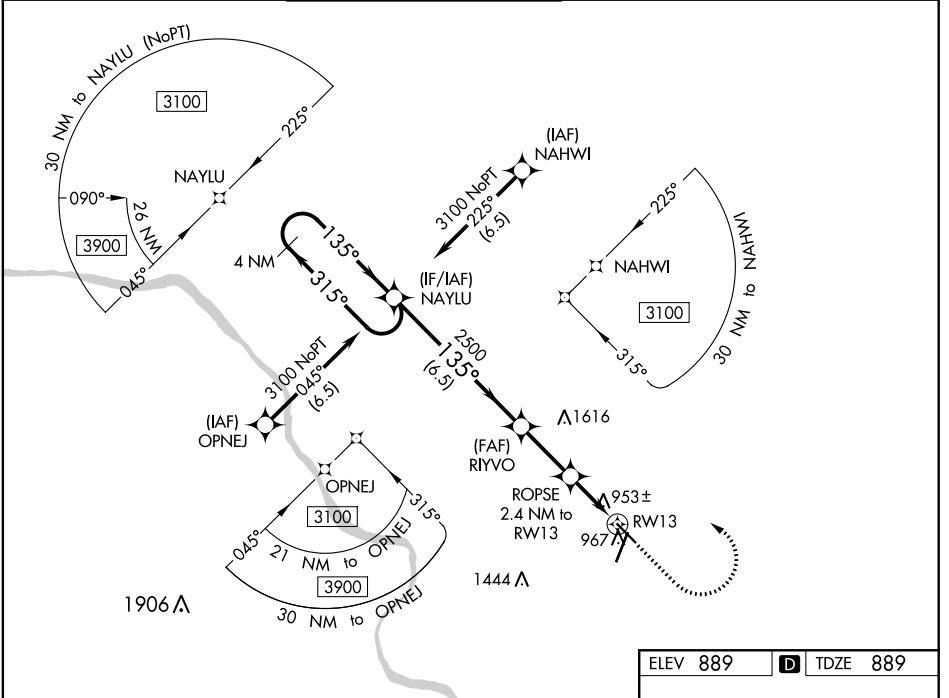 30 NM to NAYLU (NoPT)
3100
225°
NAYLU
090°
26 NM
3900
045°
(IAF)
NAHWI
3100 NoPT
225°
(6.5)
225°
NAHWI
3100
315°
30 NM to NAHWI
4 NM
135°
315°
(IF/IAF)
NAYLU
2500
135°
(6.5)
3100 NoPT
045°
(6.5)
(IAF)
OPNEJ
1616
(FAF)
RIYVO
ROPSE
2.4 NM to
RW13
953±
RW13
967
OPNEJ
3100
045°
315°
21 NM to OPNEJ
3900
30 NM to OPNEJ
1444
1906
ELEV 889 D TDZE 889